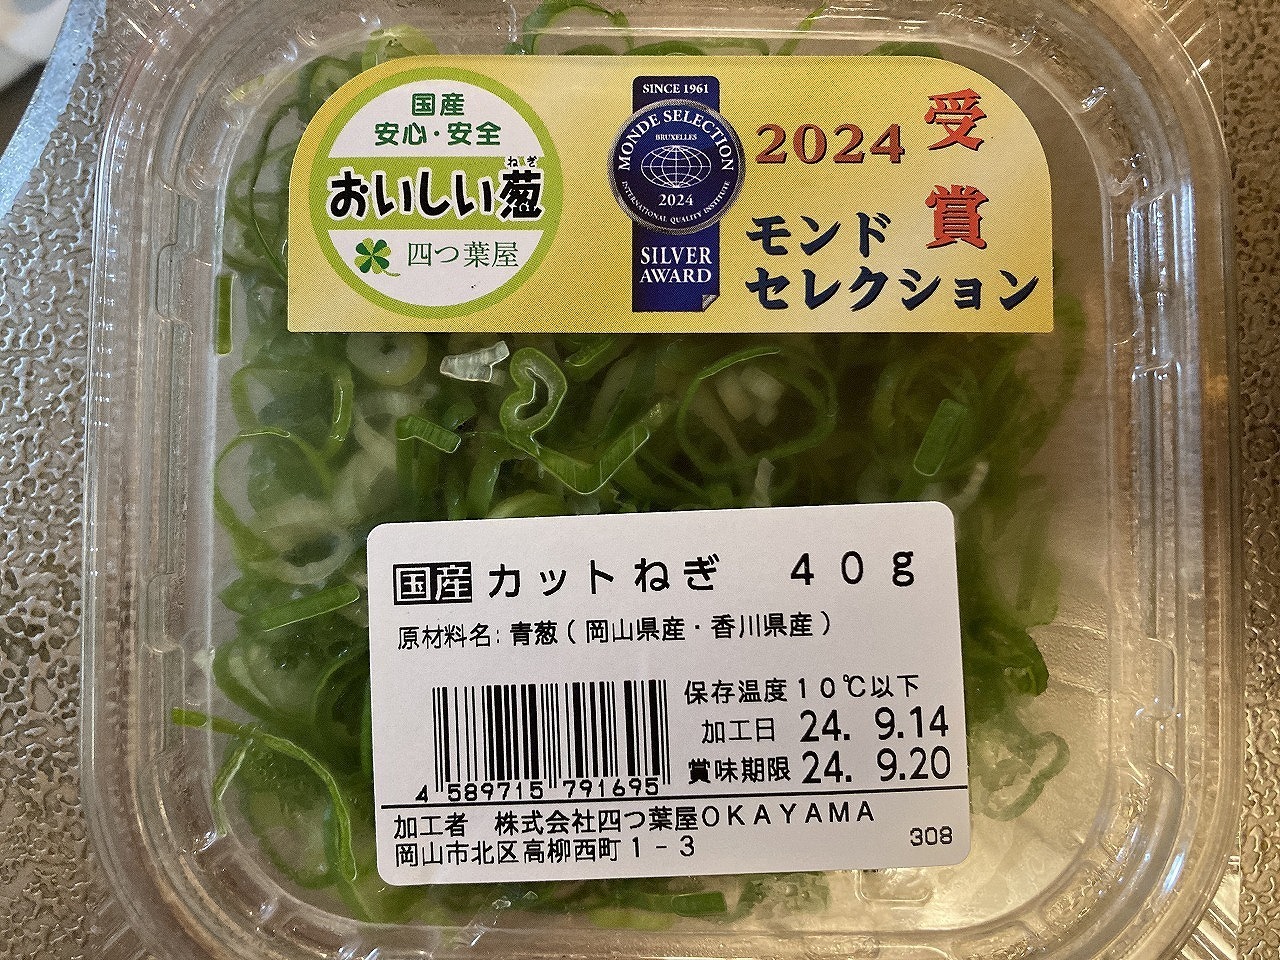 国産
安心・安全
ねぎ
おいしい葱
四つ葉屋
SINCE 1961
MONDE SELECTION
BRUXELLES
2024
INTERNATIONAL QUALITY INSTITUTE
SILVER
AWARD
2024
受賞
モンド
セレクション
国産 カットねぎ 40g
原材料名: 青葱(岡山県産・香川県産)
保存温度10℃以下
加工日 24. 9.14
賞味期限 24. 9.20
4 589715 791695
加工者 株式会社四つ葉屋OKAYAMA
岡山市北区高柳西町1-3
308